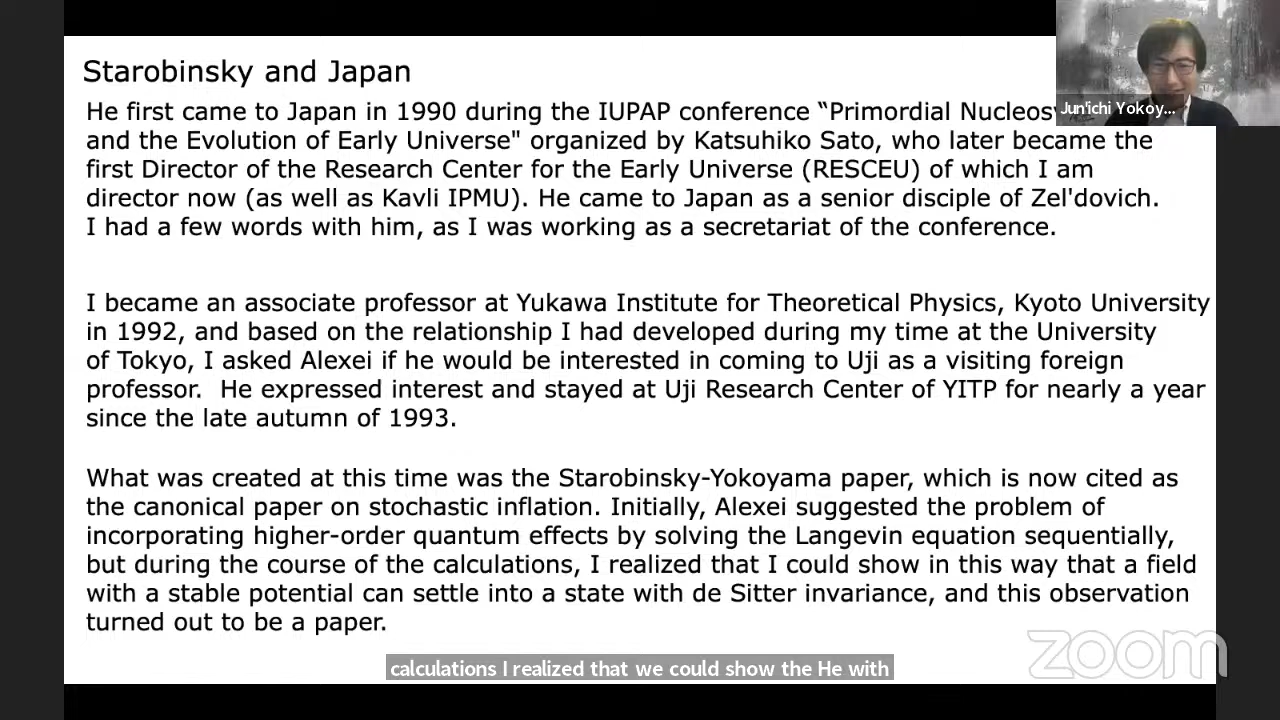 Starobinsky and Japan
He first came to Japan in 1990 during the IUPAP conference “Primordial
Jun'ichi Yokoy...
and the Evolution of Early Universe" organized by Katsuhiko Sato, who later became the
first Director of the Research Center for the Early Universe (RESCEU) of which I am
director now (as well as Kavli IPMU). He came to Japan as a senior disciple of Zel'dovich.
I had a few words with him, as I was working as a secretariat of the conference.
I became an associate professor at Yukawa Institute for Theoretical Physics, Kyoto University
in 1992, and based on the relationship I had developed during my time at the University
of Tokyo, I asked Alexei if he would be interested in coming to Uji as a visiting foreign
professor.  He expressed interest and stayed at Uji Research Center of YITP for nearly a year
since the late autumn of 1993.
What was created at this time was the Starobinsky-Yokoyama paper, which is now cited as
the canonical paper on stochastic inflation. Initially, Alexei suggested the problem of
incorporating higher-order quantum effects by solving the Langevin equation sequentially,
but during the course of the calculations, I realized that I could show in this way that a field
with a stable potential can settle into a state with de Sitter invariance, and this observation
turned out to be a paper.
zoom
calculations I realized that we could show the He with